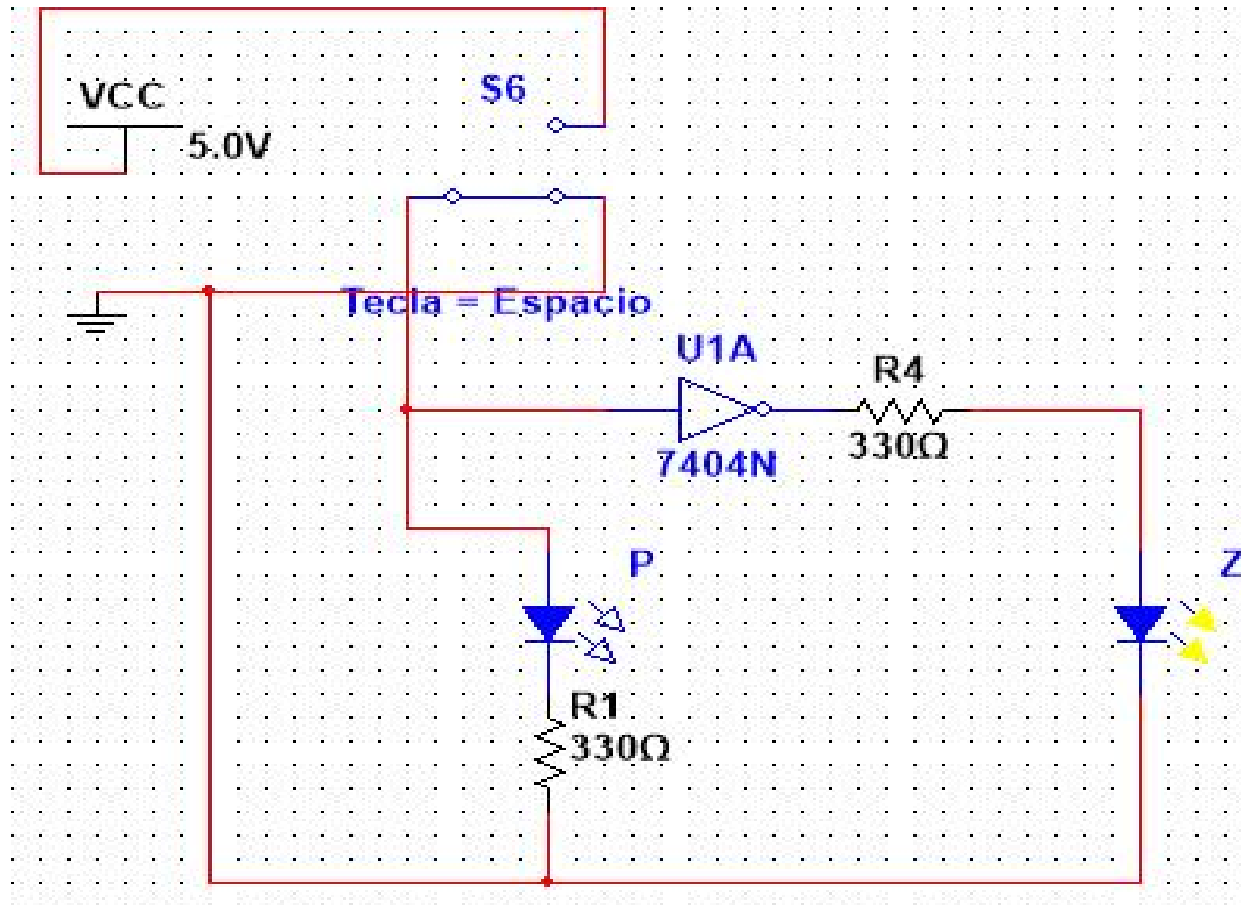 VCC
5.0V
S6
Tecla = Espacio
U1A
7404N
R4
330Ω
P
Z
R1
330Ω